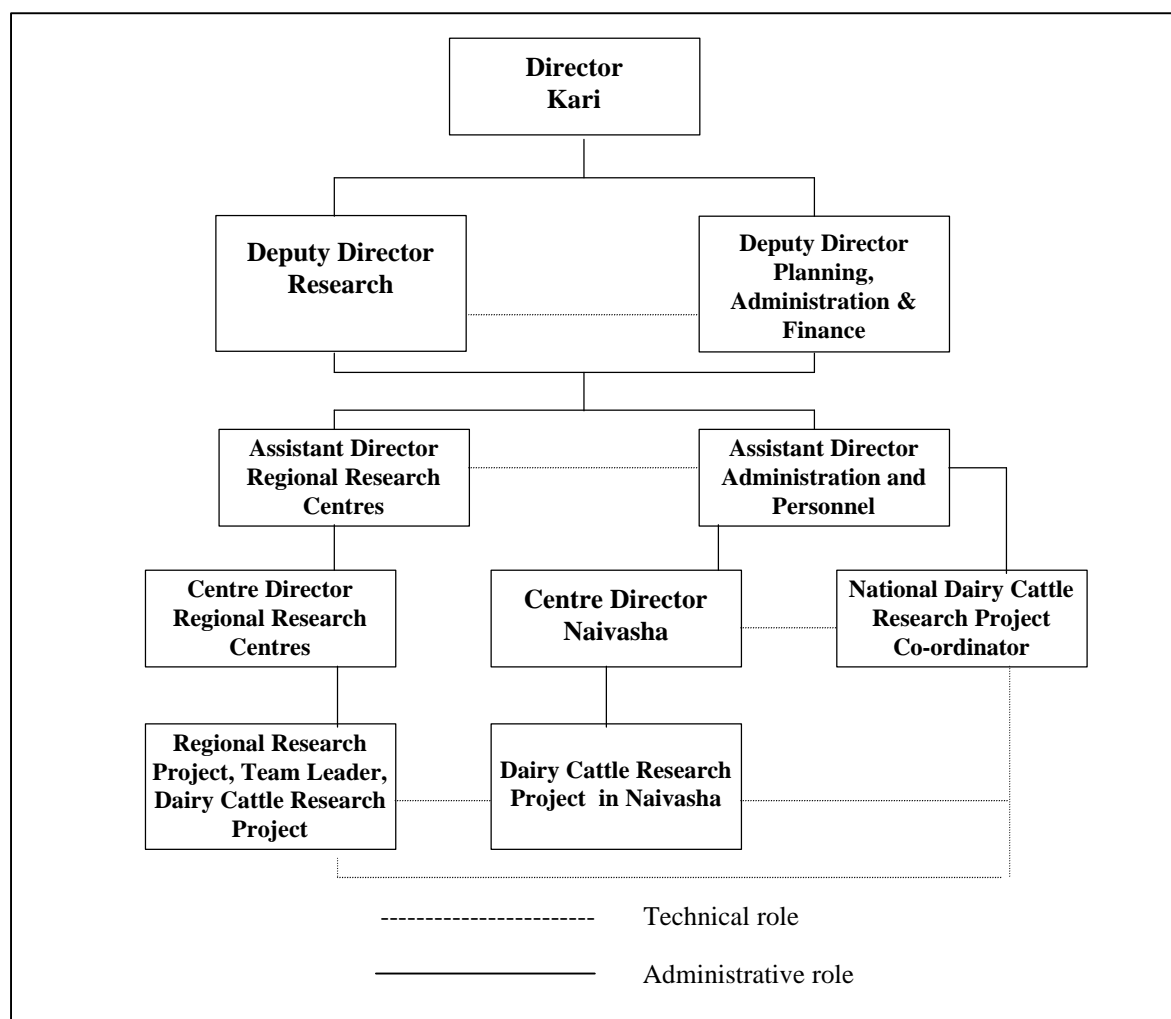 Director
Kari
Deputy Director
Research
Deputy Director
Planning,
Administration &
Finance
Assistant Director
Regional Research
Centres
Assistant Director
Administration and
Personnel
Centre Director
Regional Research
Centres
Centre Director
Naivasha
National Dairy Cattle
Research Project
Co-ordinator
Regional Research
Project, Team Leader,
Dairy Cattle Research
Project
Dairy Cattle Research
Project in Naivasha
Technical role
Administrative role